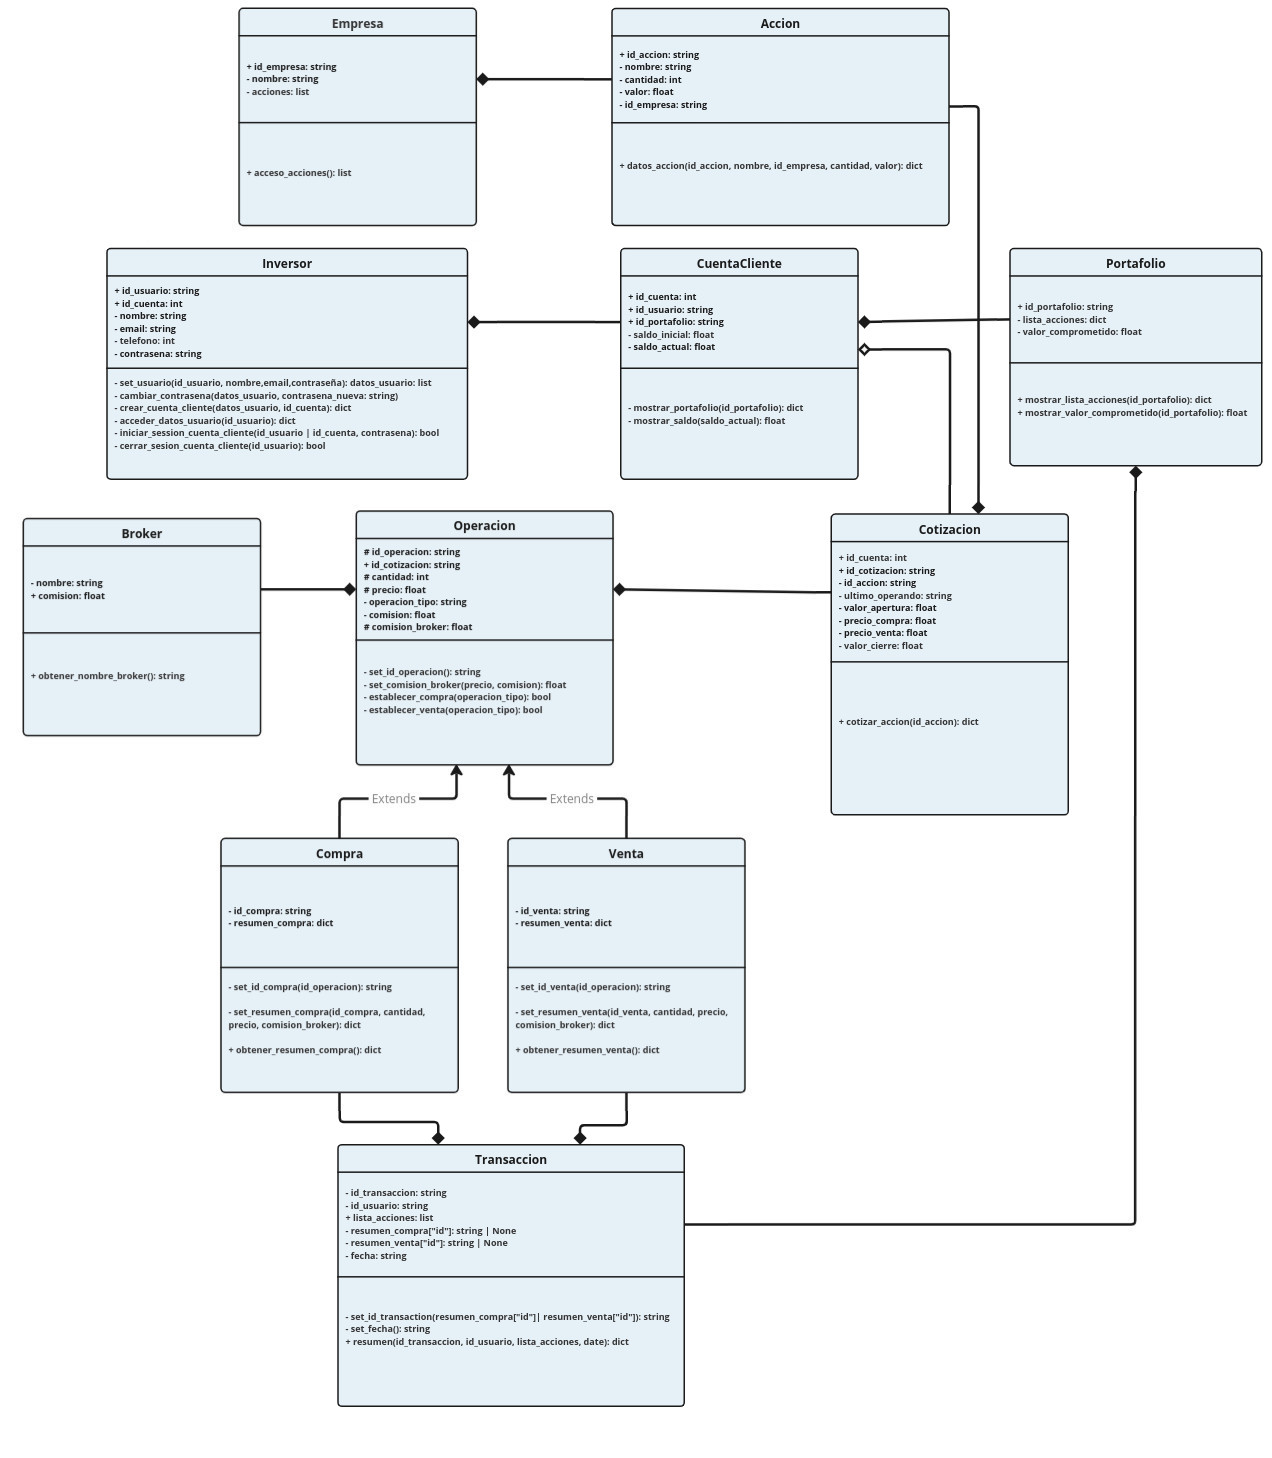 Empresa
+ id_empresa: string
- nombre: string
- acciones: list
+ acceso_acciones(): list
Accion
+ id_accion: string
- nombre: string
- cantidad: int
- valor: float
- id_empresa: string
+ datos_accion(id_accion, nombre, id_empresa, cantidad, valor): dict
Inversor
+ id_usuario: string
+ id_cuenta: int
- nombre: string
- email: string
- telefono: int
- contrasena: string
- set_usuario(id_usuario, nombre,email,contraseña): datos_usuario: list
- cambiar_contrasena(datos_usuario, contrasena_nueva: string)
- crear_cuenta_cliente(datos_usuario, id_cuenta): dict
- acceder_datos_usuario(id_usuario): dict
- iniciar_session_cuenta_cliente(id_usuario | id_cuenta, contrasena): bool
- cerrar_sesion_cuenta_cliente(id_usuario): bool
CuentaCliente
+ id_cuenta: int
+ id_usuario: string
+ id_portafolio: string
- saldo_inicial: float
- saldo_actual: float
- mostrar_portafolio(id_portafolio): dict
- mostrar_saldo(saldo_actual): float
Portafolio
+ id_portafolio: string
- lista_acciones: dict
- valor_comprometido: float
+ mostrar_lista_acciones(id_portafolio): dict
+ mostrar_valor_comprometido(id_portafolio): float
Broker
- nombre: string
+ comision: float
+ obtener_nombre_broker(): string
Operacion
# id_operacion: string
+ id_cotizacion: string
# cantidad: int
# precio: float
- operacion_tipo: string
- comision: float
# comision_broker: float
- set_id_operacion(): string
- set_comision_broker(precio, comision): float
- establecer_compra(operacion_tipo): bool
- establecer_venta(operacion_tipo): bool
Cotizacion
+ id_cuenta: int
+ id_cotizacion: string
- id_accion: string
- ultimo_operando: string
- valor_apertura: float
- precio_compra: float
- precio_venta: float
- valor_cierre: float
+ cotizar_accion(id_accion): dict
Extends
Extends
Compra
- id_compra: string
- resumen_compra: dict
- set_id_compra(id_operacion): string
- set_resumen_compra(id_compra, cantidad,
precio, comision_broker): dict
+ obtener_resumen_compra(): dict
Venta
- id_venta: string
- resumen_venta: dict
- set_id_venta(id_operacion): string
- set_resumen_venta(id_venta, cantidad, precio,
comision_broker): dict
+ obtener_resumen_venta(): dict
Transaccion
- id_transaccion: string
- id_usuario: string
+ lista_acciones: list
- resumen_compra["id"]: string | None
- resumen_venta["id"]: string | None
- fecha: string
- set_id_transaction(resumen_compra["id"]| resumen_venta["id"]): string
- set_fecha(): string
+ resumen(id_transaccion, id_usuario, lista_acciones, date): dict